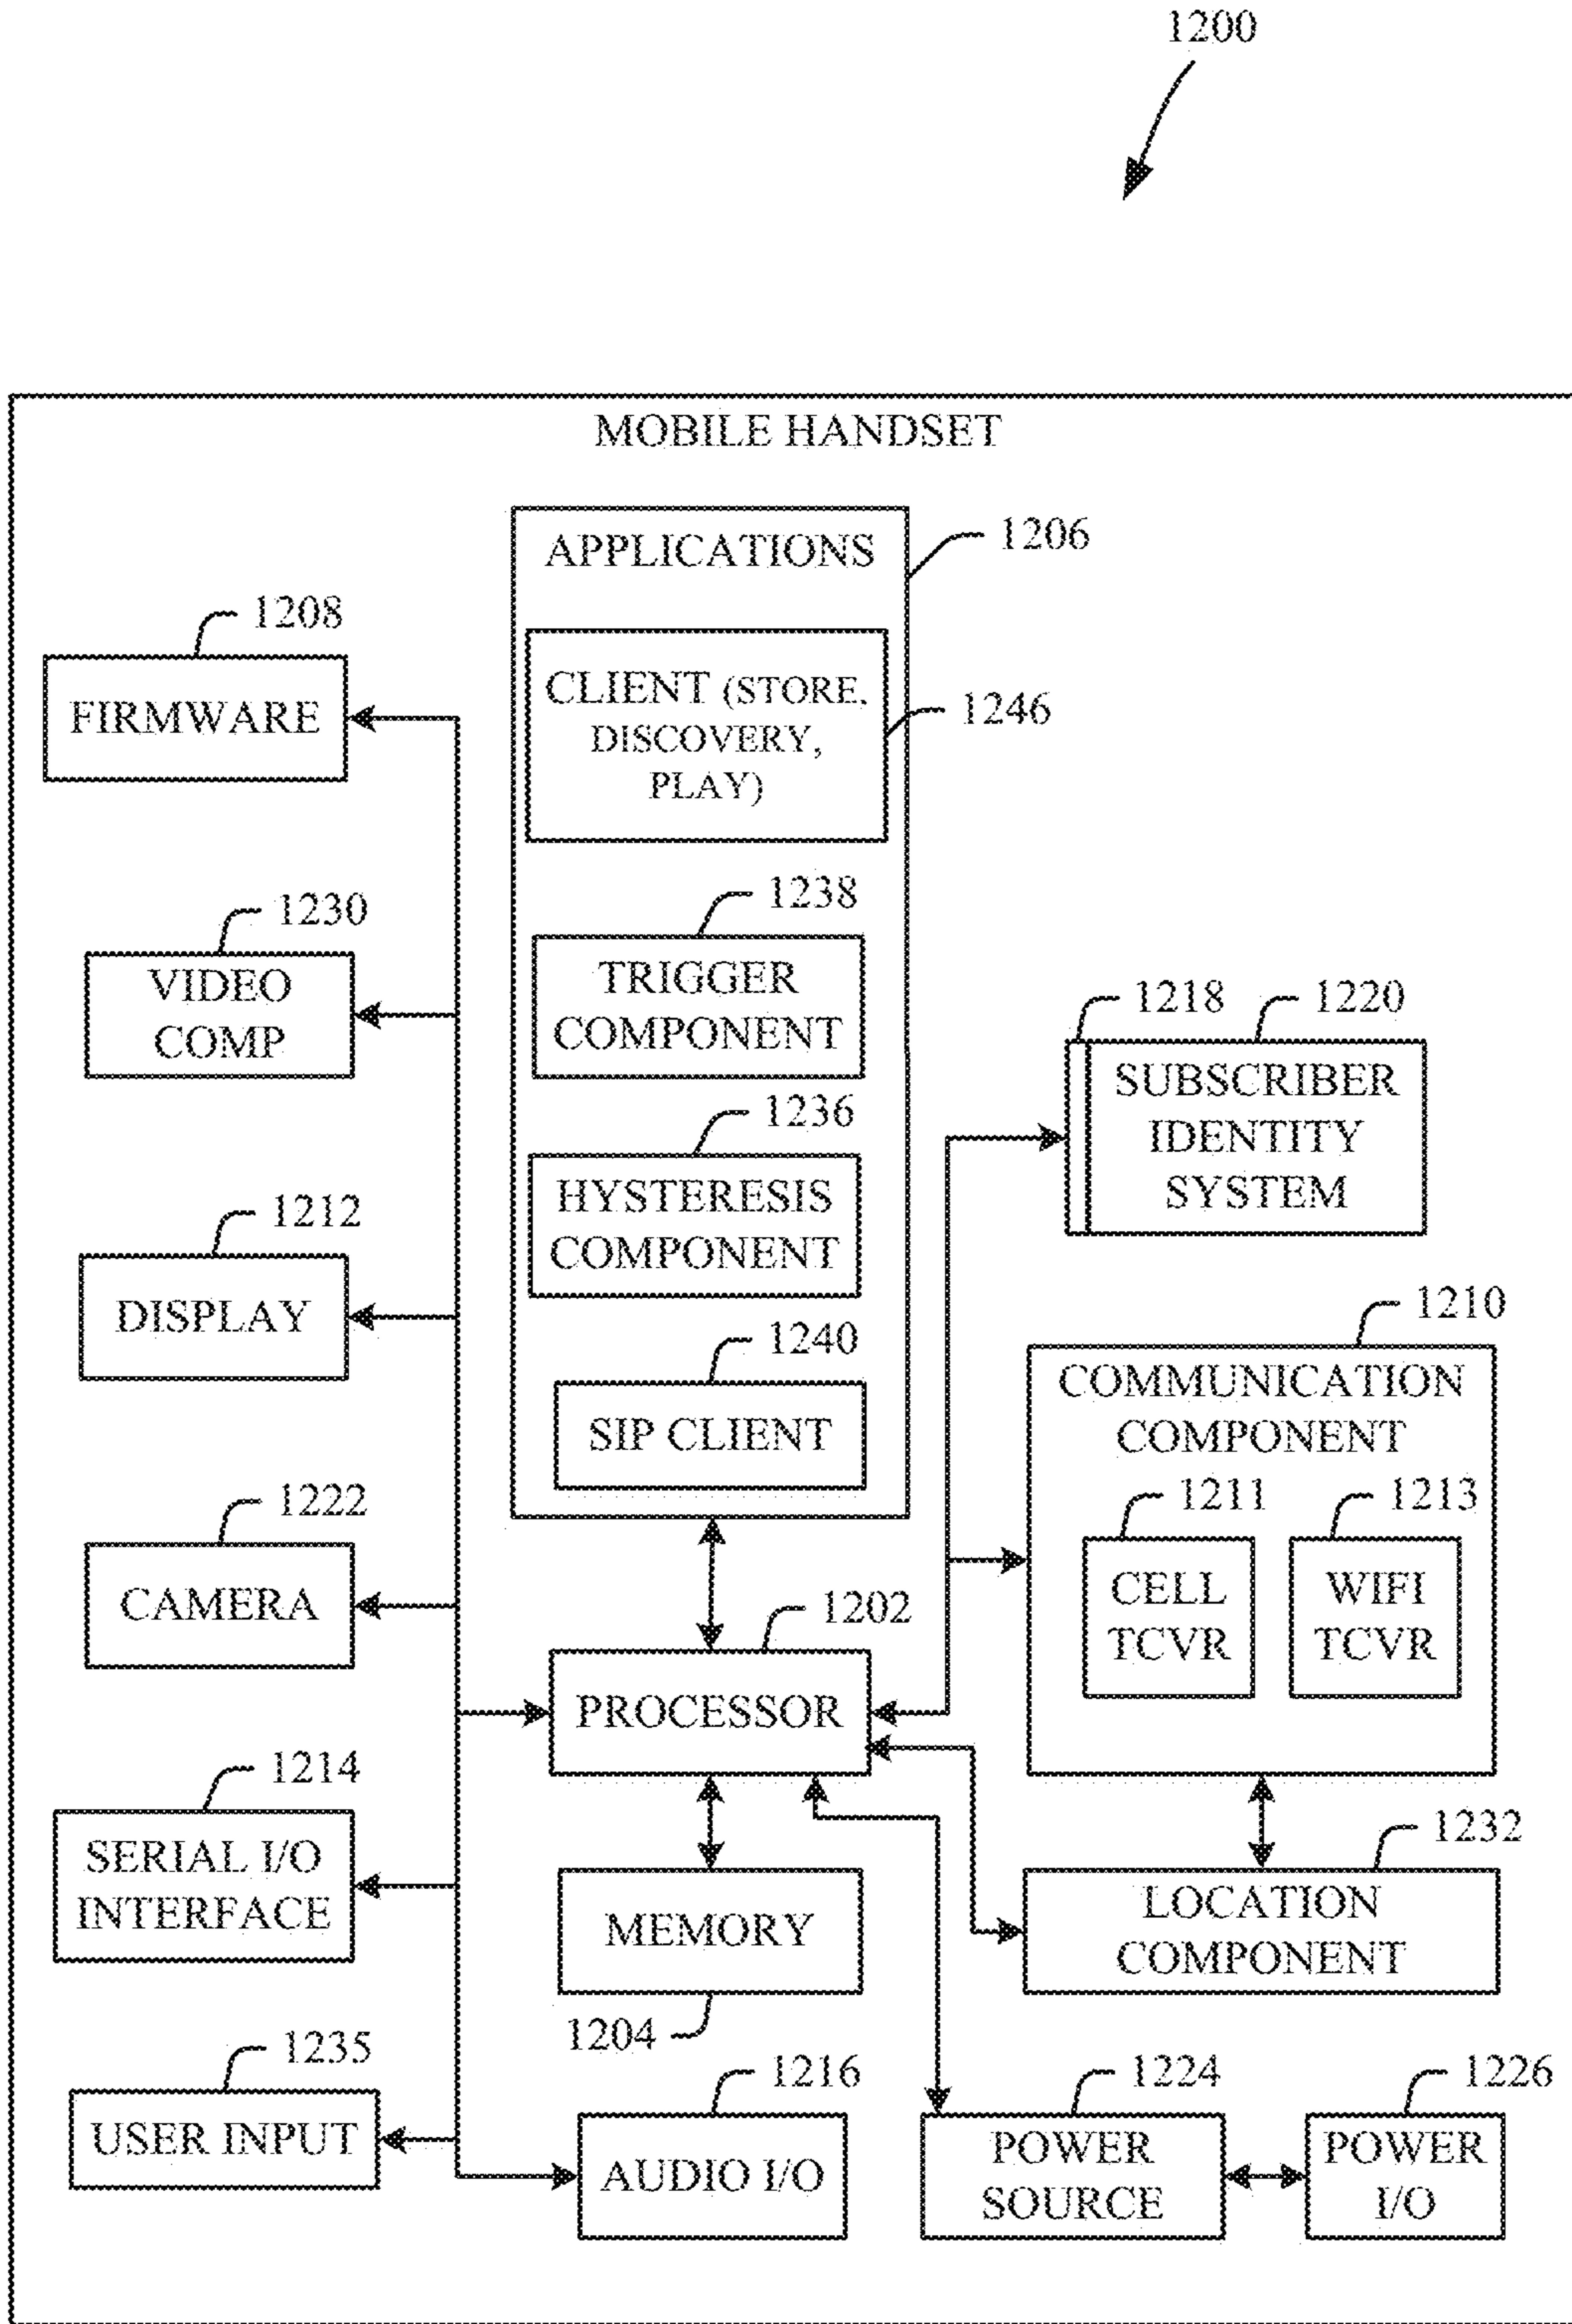 1200
MOBILE HANDSET
APPLICATIONS
1206
1208
FIRMWARE
CLIENT (STORE,
DISCOVERY,
PLAY)
1246
1230
VIDEO
COMP
1238
TRIGGER
COMPONENT
1218
1220
SUBSCRIBER
IDENTITY
SYSTEM
1236
HYSTERESIS
COMPONENT
1212
DISPLAY
1240
SIP CLIENT
1210
COMMUNICATION
COMPONENT
1211
1213
CELL
TCVR
WIFI
TCVR
1222
CAMERA
1202
PROCESSOR
1214
SERIAL I/O
INTERFACE
MEMORY
1204
1232
LOCATION
COMPONENT
1235
USER INPUT
1216
AUDIO I/O
1224
POWER
SOURCE
1226
POWER
I/O